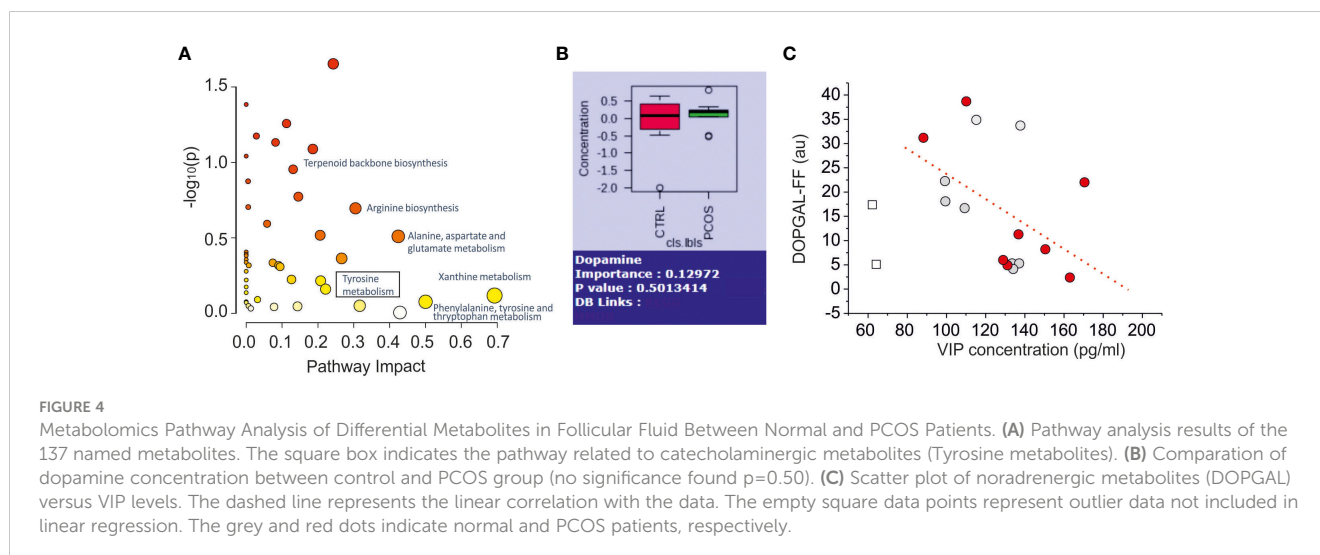 A
1.5
1.0
0.5
0.0
-log10(p)
Terpenoid backbone biosynthesis
Arginine biosynthesis
Alanine, aspartate and
glutamate metabolism
Tyrosine
metabolism
Xanthine metabolism
Phenylalanine, tyrosine and
thryptophan metabolism
0.0 0.1 0.2 0.3 0.4 0.5 0.6 0.7
Pathway Impact
B
Concentration
0.5
0.0
-0.5
-1.0
-1.5
-2.0
CTRL
PCOS
cls.lbls
Dopamine
Importance : 0.12972
P value : 0.5013414
DB Links :
C
DOPGAL-FF (au)
40
35
30
25
20
15
10
5
0
60 80 100 120 140 160 180 200
VIP concentration (pg/ml)
FIGURE 4
Metabolomics Pathway Analysis of Differential Metabolites in Follicular Fluid Between Normal and PCOS Patients. (A) Pathway analysis results of the
137 named metabolites. The square box indicates the pathway related to catecholaminergic metabolites (Tyrosine metabolites). (B) Comparation of
dopamine concentration between control and PCOS group (no significance found p=0.50). (C) Scatter plot of noradrenergic metabolites (DOPGAL)
versus VIP levels. The dashed line represents the linear correlation with the data. The empty square data points represent outlier data not included in
linear regression. The grey and red dots indicate normal and PCOS patients, respectively.